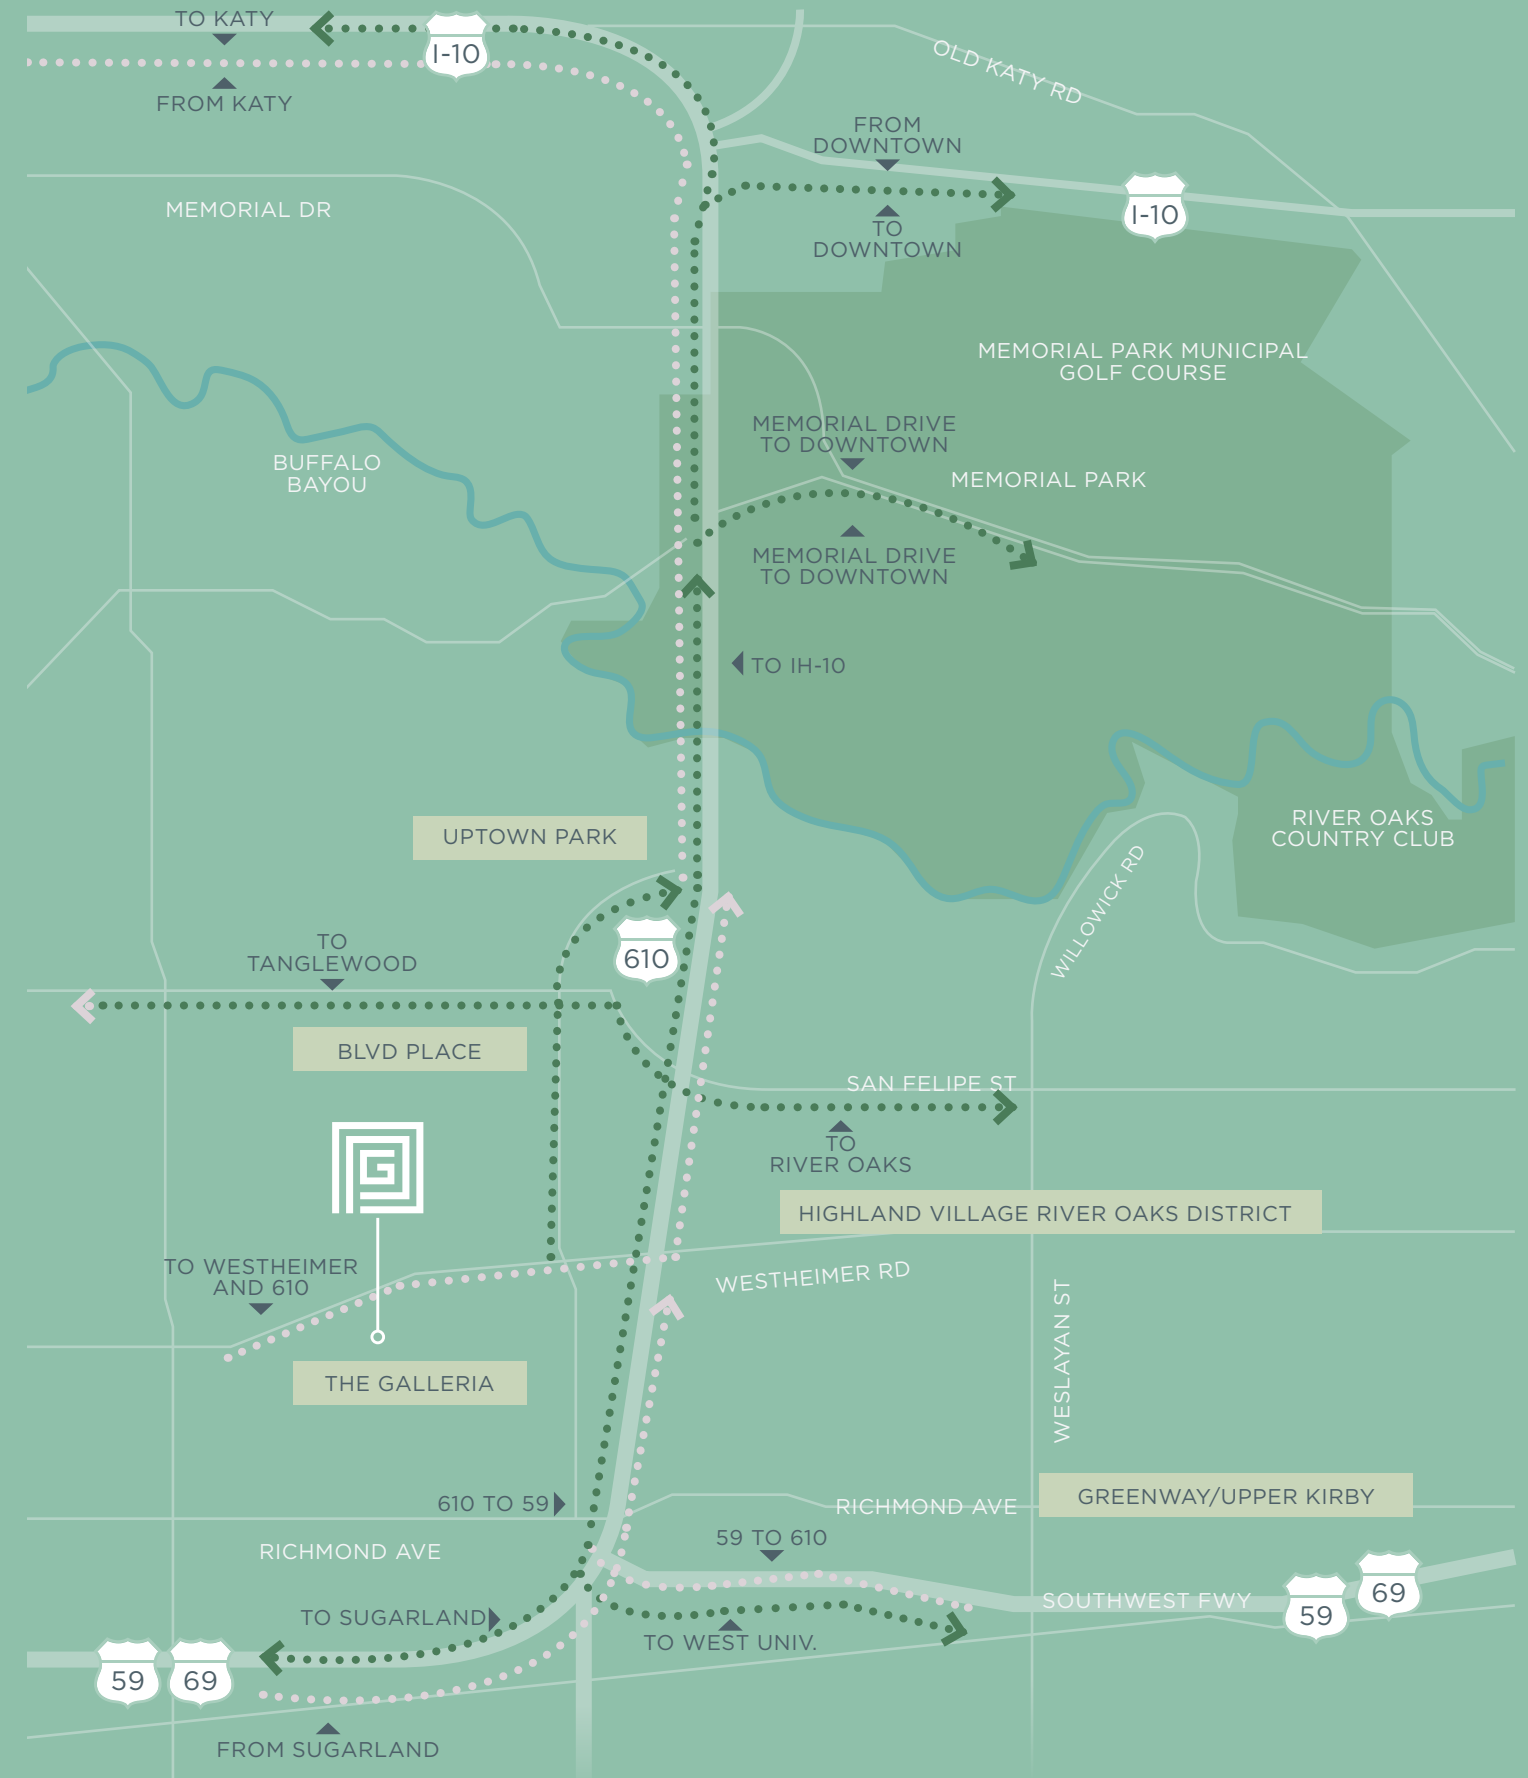 TO KATY
I-10
FROM KATY
OLD KATY RD
FROM
DOWNTOWN
I-10
TO
DOWNTOWN
MEMORIAL DR
MEMORIAL PARK MUNICIPAL
GOLF COURSE
MEMORIAL DRIVE
TO DOWNTOWN
BUFFALO
BAYOU
MEMORIAL PARK
MEMORIAL DRIVE
TO DOWNTOWN
TO IH-10
UPTOWN PARK
RIVER OAKS
COUNTRY CLUB
WILLOWICK RD
610
TO
TANGLEWOOD
BLVD PLACE
SAN FELIPE ST
TO
RIVER OAKS
HIGHLAND VILLAGE RIVER OAKS DISTRICT
TO WESTHEIMER
AND 610
WESTHEIMER RD
WESLAYAN ST
THE GALLERIA
610 TO 59
RICHMOND AVE
GREENWAY/UPPER KIRBY
59 TO 610
RICHMOND AVE
SOUTHWEST FWY
59
69
TO SUGARLAND
TO WEST UNIV.
59
69
FROM SUGARLAND